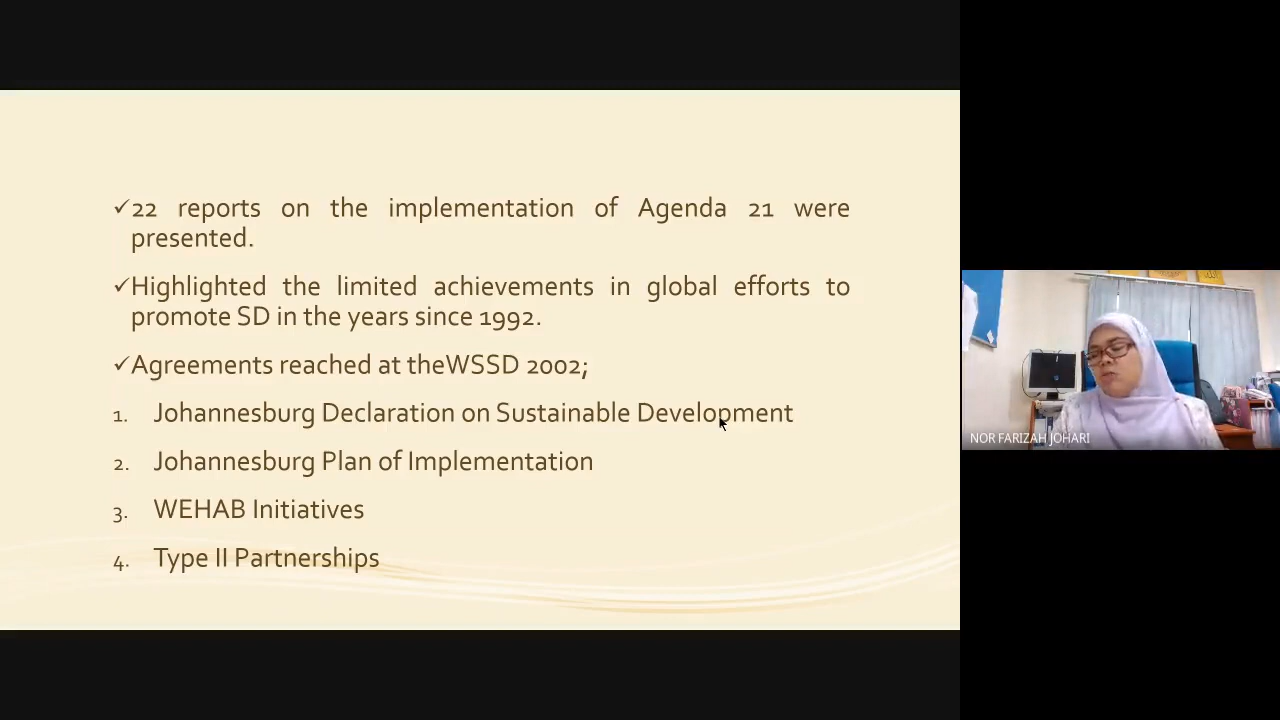 ✓22 reports on the implementation of Agenda 21 were
presented.
✓Highlighted the limited achievements in global efforts to
promote SD in the years since 1992.
✓Agreements reached at theWSSD 2002;
1. Johannesburg Declaration on Sustainable Development
2. Johannesburg Plan of Implementation
3. WEHAB Initiatives
4. Type II Partnerships
NOR FARIZAH JOHARI